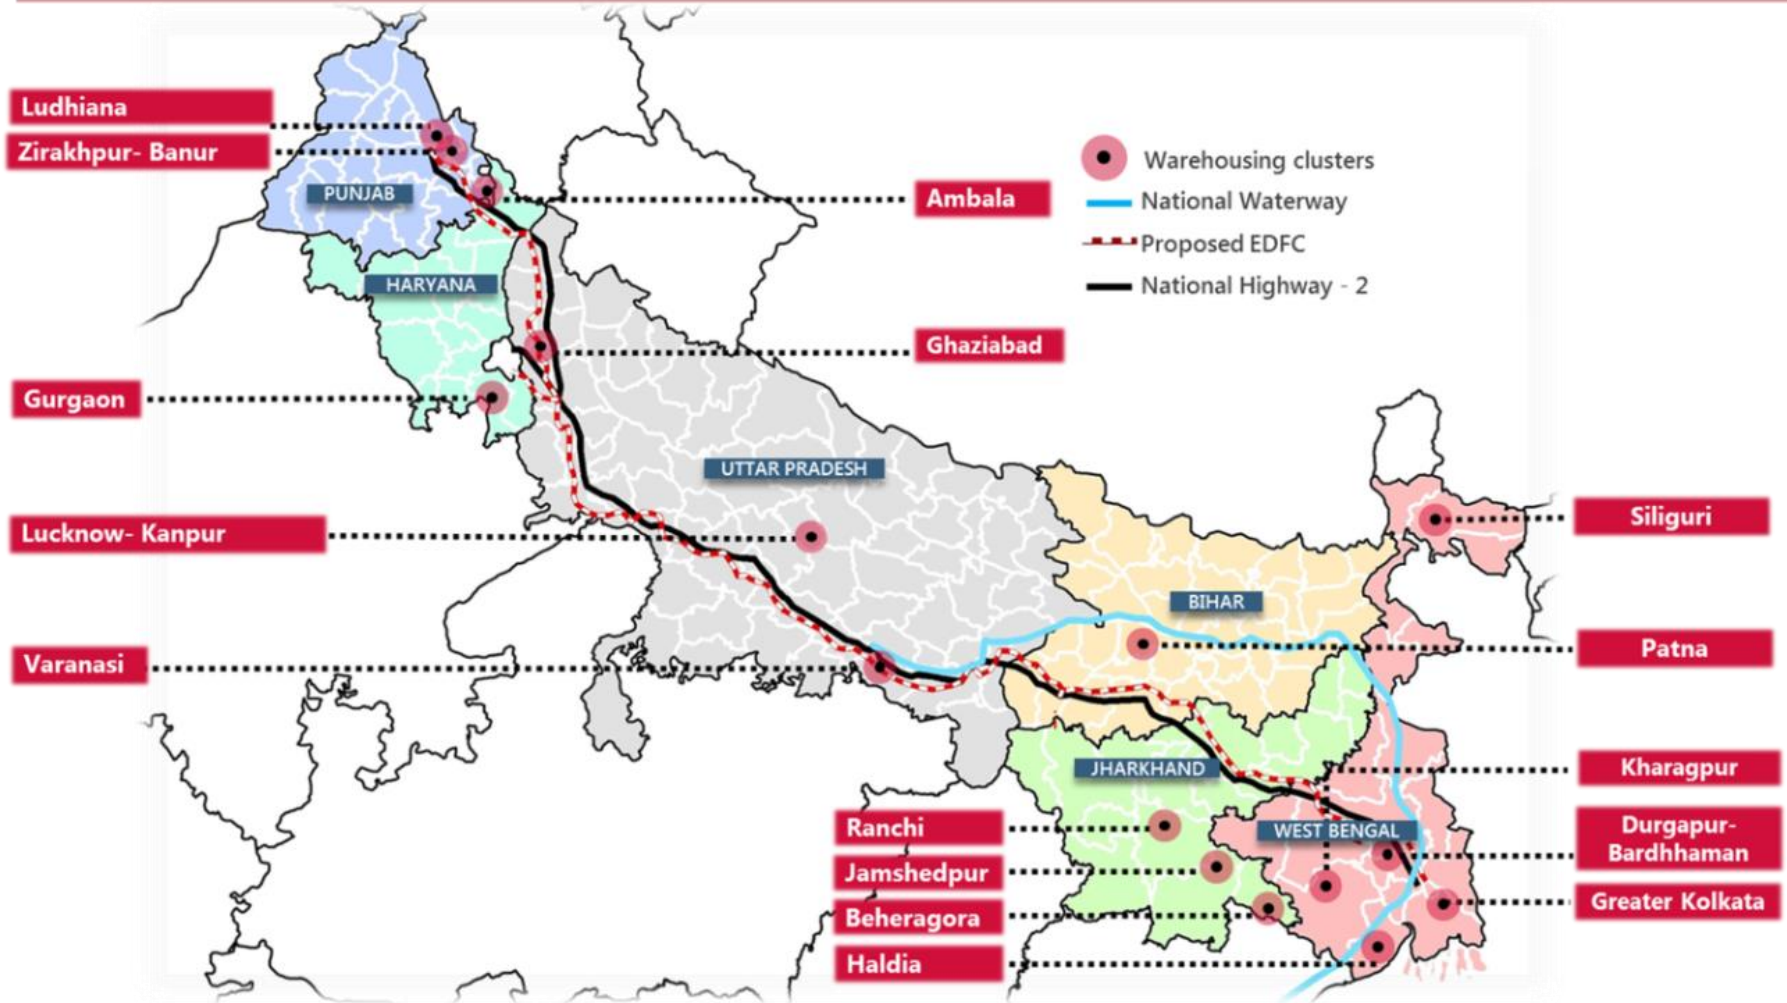 Ludhiana
Zirakhpur- Banur
PUNJAB
Ambala
HARYANA
Ghaziabad
Gurgaon
Warehousing clusters
National Waterway
Proposed EDFC
National Highway - 2
UTTAR PRADESH
Lucknow- Kanpur
Siliguri
BIHAR
Patna
Varanasi
JHARKHAND
Kharagpur
Ranchi
WEST BENGAL
Durgapur-
Bardhhaman
Jamshedpur
Greater Kolkata
Beheragora
Haldia